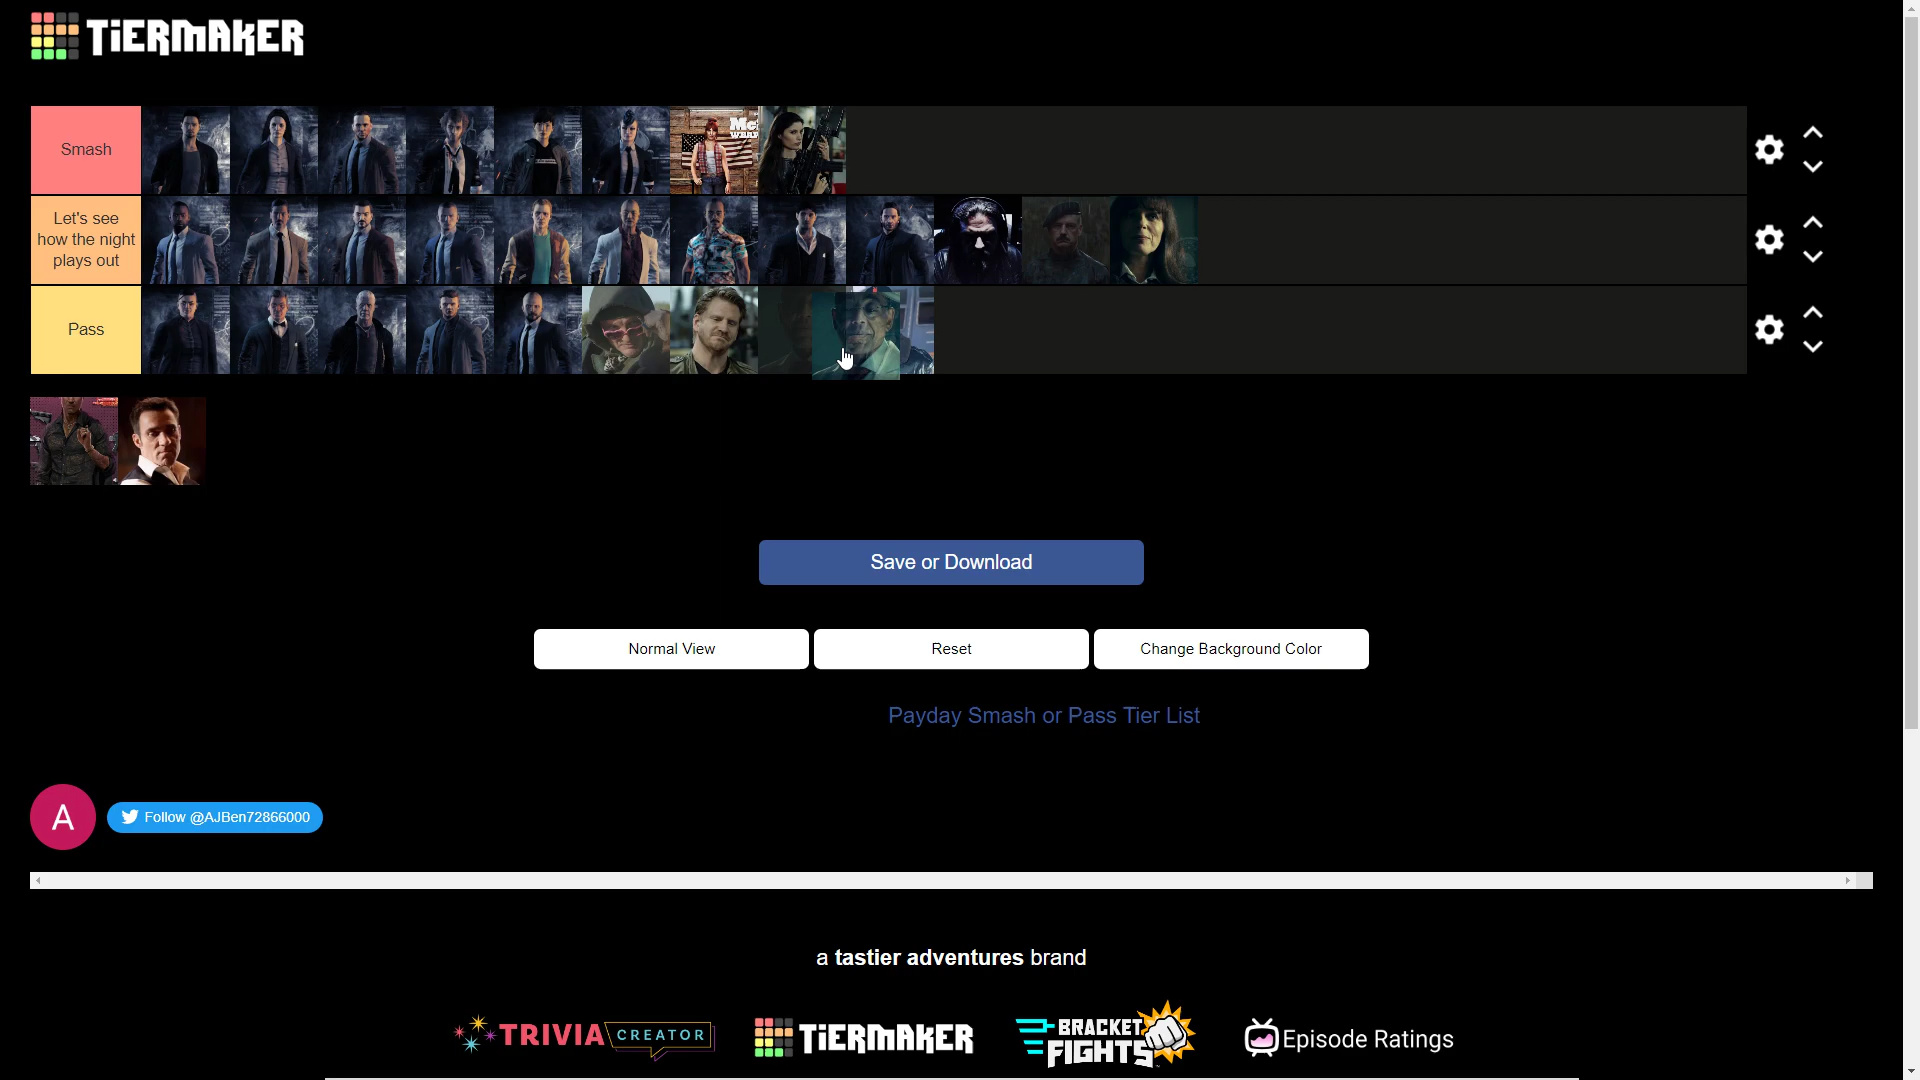 TiERMAKER
Smash
Let's see
how the night
plays out
Pass
Save or Download
Normal View
Reset
Change Background Color
Payday Smash or Pass Tier List
A
Follow @AJBen72866000
a tastier adventures brand
TRIVIA CREATOR
TiERMAKER
BRACKET
FIGHTS
Episode Ratings